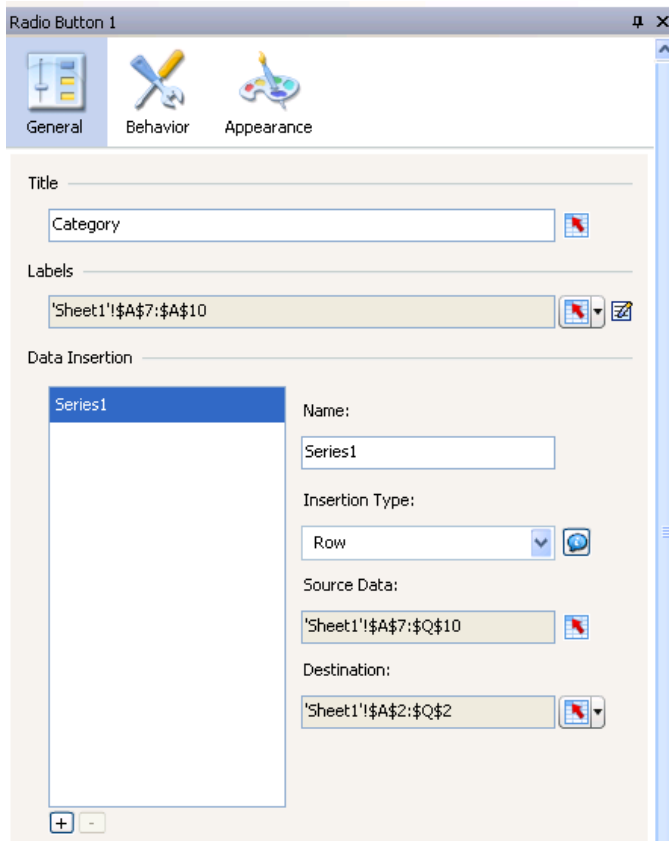 Radio Button 1
General
Behavior
Appearance
Title
Category
Labels
'Sheet1'!$A$7:$A$10
Data Insertion
Series1
Name:
Series1
Insertion Type:
Row
Source Data:
'Sheet1'!$A$7:$Q$10
Destination:
'Sheet1'!$A$2:$Q$2
+ -